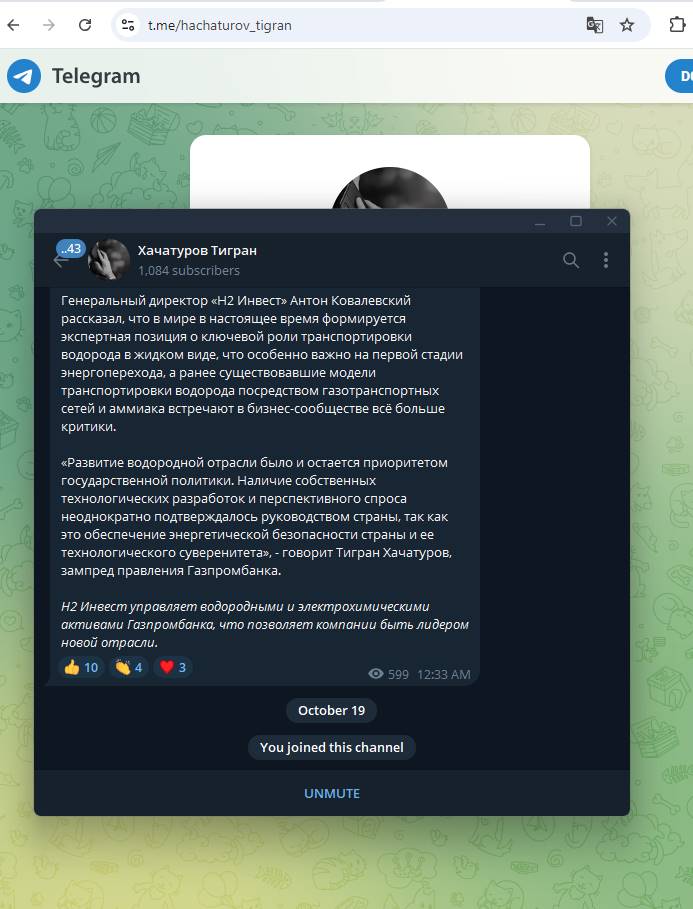 t.me/hachaturov_tigran
Telegram
..43
Хачатуров Тигран
1,084 subscribers
Генеральный директор «Н2 Инвест» Антон Ковалевский
рассказал, что в мире в настоящее время формируется
экспертная позиция о ключевой роли транспортировки
водорода в жидком виде, что особенно важно на первой стадии
энергоперехода, а ранее существовавшие модели
транспортировки водорода посредством газотранспортных
сетей и аммиака встречают в бизнес-сообществе всё больше
критики.
«Развитие водородной отрасли было и остается приоритетом
государственной политики. Наличие собственных
технологических разработок и перспективного спроса
неоднократно подтверждалось руководством страны, так как
это обеспечение энергетической безопасности страны и ее
технологического суверенитета», - говорит Тигран Хачатуров,
зампред правления Газпромбанка.
Н2 Инвест управляет водородными и электрохимическими
активами Газпромбанка, что позволяет компании быть лидером
новой отрасли.
👍 10 👏 4 ❤️ 3
599 12:33 AM
October 19
You joined this channel
UNMUTE